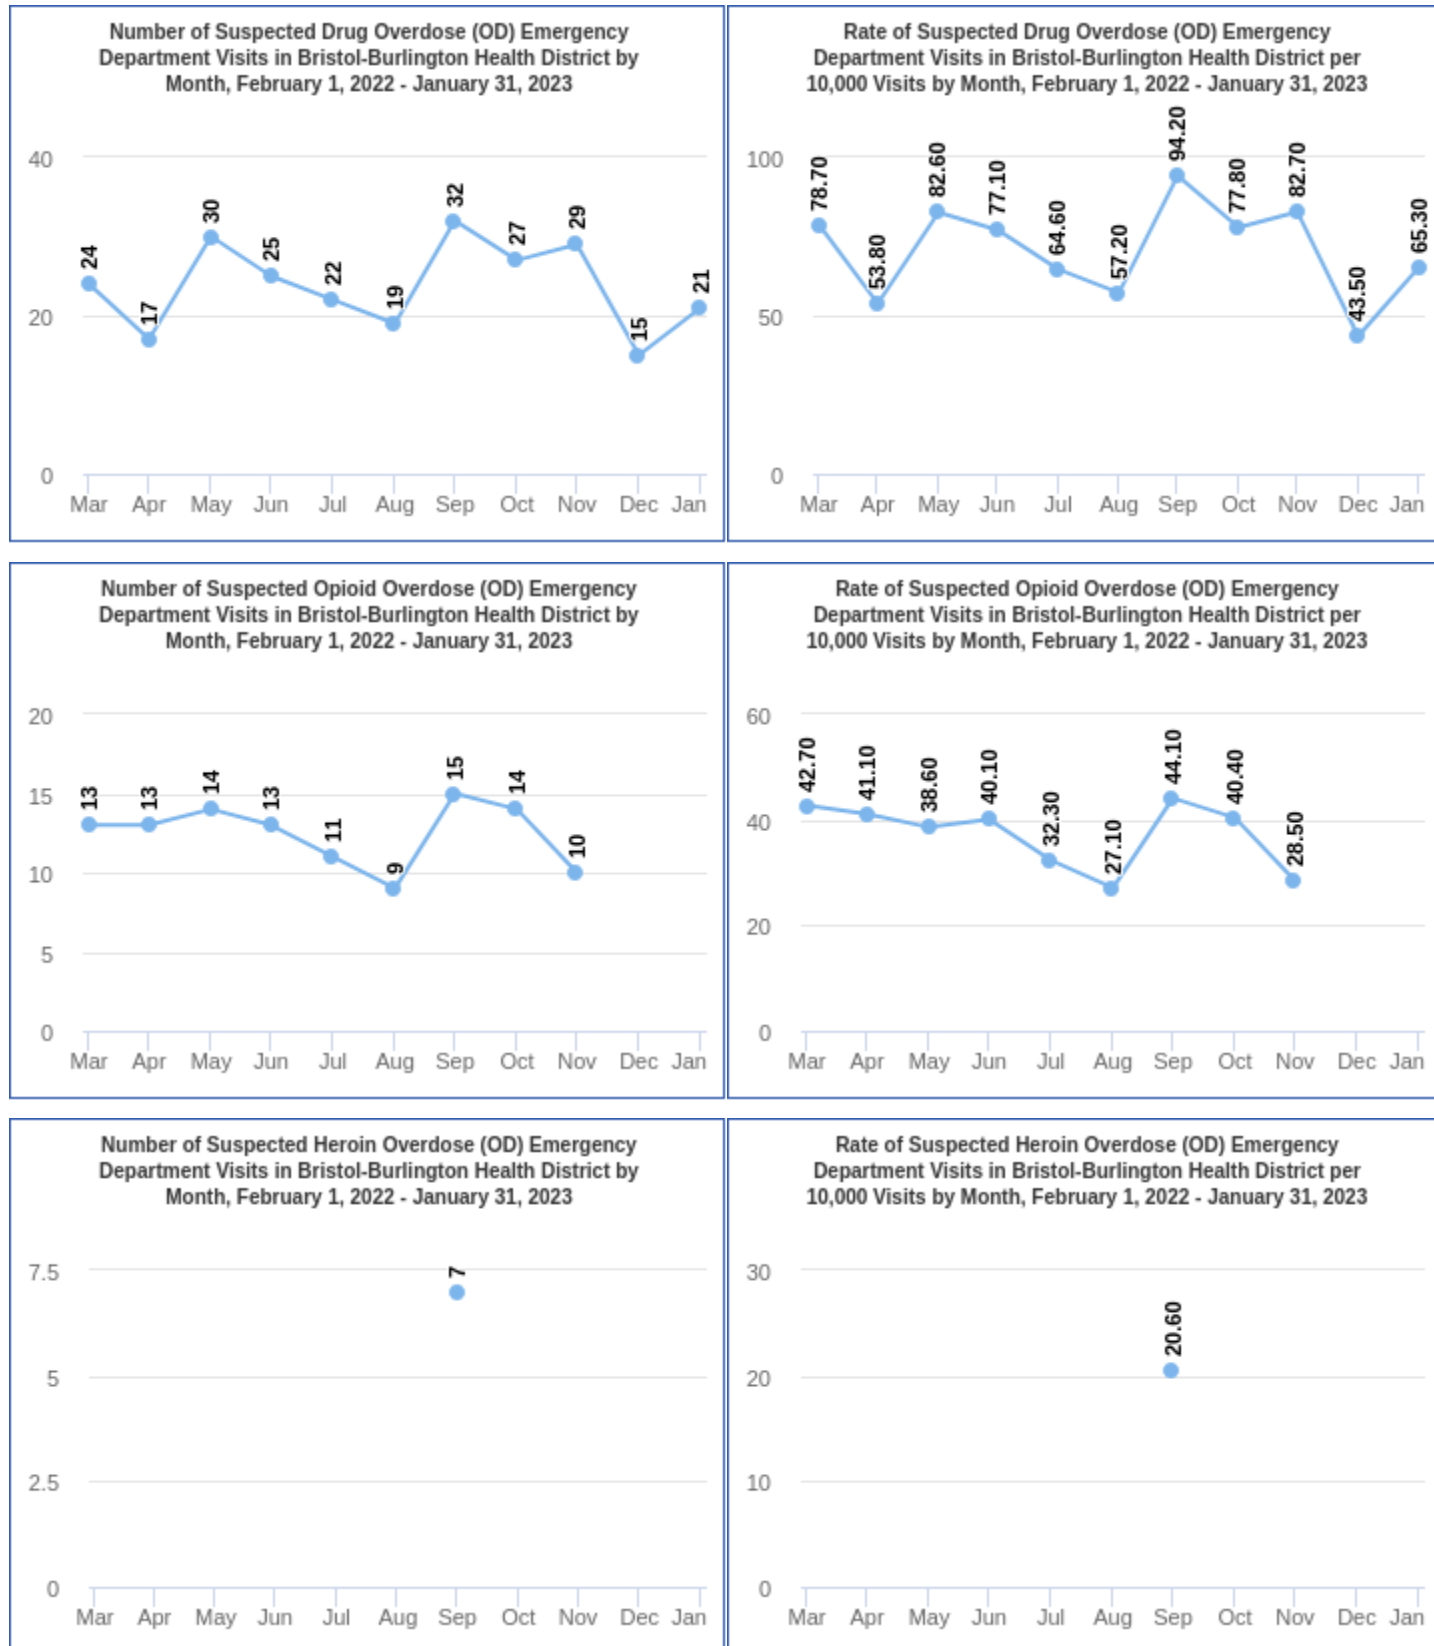 Number of Suspected Drug Overdose (OD) Emergency
Department Visits in Bristol-Burlington Health District by
Month, February 1, 2022 - January 31, 2023
40
20
0
24
17
30
25
22
19
32
27
29
15
21
Mar Apr May Jun Jul Aug Sep Oct Nov Dec Jan
Rate of Suspected Drug Overdose (OD) Emergency
Department Visits in Bristol-Burlington Health District per
10,000 Visits by Month, February 1, 2022 - January 31, 2023
100
50
0
78.70
53.80
82.60
77.10
64.60
57.20
94.20
77.80
82.70
43.50
65.30
Mar Apr May Jun Jul Aug Sep Oct Nov Dec Jan
Number of Suspected Opioid Overdose (OD) Emergency
Department Visits in Bristol-Burlington Health District by
Month, February 1, 2022 - January 31, 2023
20
15
10
5
0
13
13
14
13
11
9
15
14
10
Mar Apr May Jun Jul Aug Sep Oct Nov Dec Jan
Rate of Suspected Opioid Overdose (OD) Emergency
Department Visits in Bristol-Burlington Health District per
10,000 Visits by Month, February 1, 2022 - January 31, 2023
60
40
20
0
42.70
41.10
38.60
40.10
32.30
27.10
44.10
40.40
28.50
Mar Apr May Jun Jul Aug Sep Oct Nov Dec Jan
Number of Suspected Heroin Overdose (OD) Emergency
Department Visits in Bristol-Burlington Health District by
Month, February 1, 2022 - January 31, 2023
7.5
5
2.5
0
7
Mar Apr May Jun Jul Aug Sep Oct Nov Dec Jan
Rate of Suspected Heroin Overdose (OD) Emergency
Department Visits in Bristol-Burlington Health District per
10,000 Visits by Month, February 1, 2022 - January 31, 2023
30
20
10
0
20.60
Mar Apr May Jun Jul Aug Sep Oct Nov Dec Jan